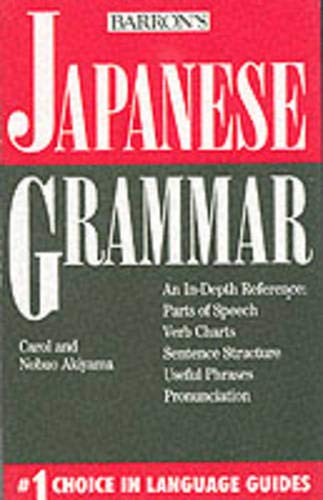 BARRON'S
JAPANESE
GRAMMAR
An In-Depth Reference:
Parts of Speech
Verb Charts
Sentence Structure
Useful Phrases
Pronunciation
Carol and
Nobuo Akiyama
#1 CHOICE IN LANGUAGE GUIDES